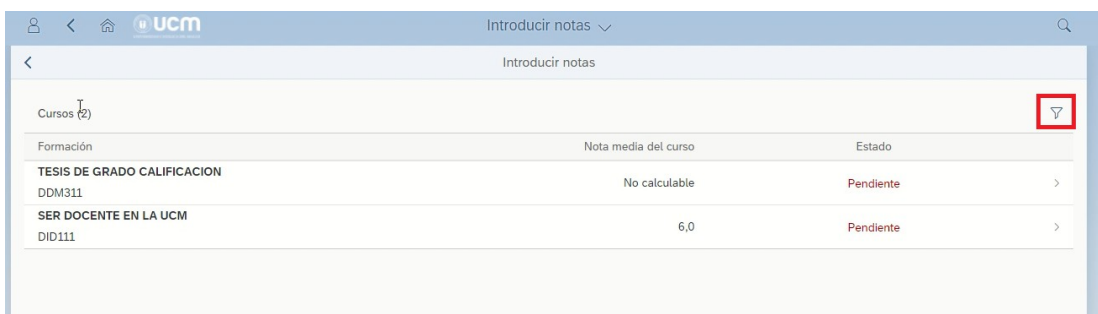 ucm
Introducir notas
Introducir notas
Cursos (2)
Formación Nota media del curso Estado
TESIS DE GRADO CALIFICACION
DDM311
No calculable Pendiente
SER DOCENTE EN LA UCM
DID111
6,0 Pendiente